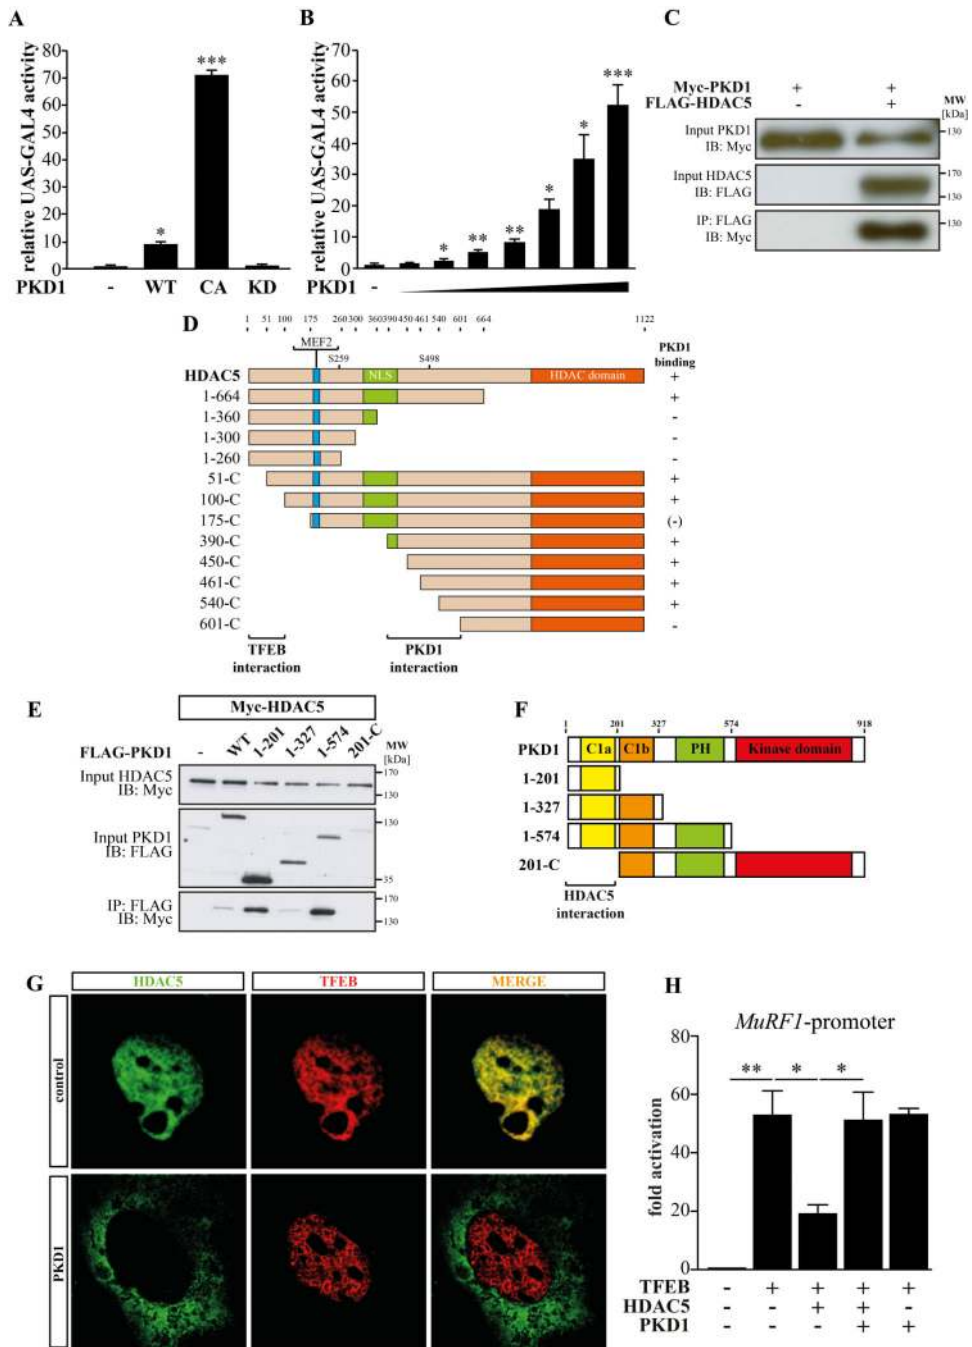 A
relative UAS-GAL4 activity
80
70
60
50
40
30
20
10
0
*
***
PKD1 - WT CA KD
B
relative UAS-GAL4 activity
70
60
50
40
30
20
10
0
* ** ** * * ***
PKD1 -
C
Myc-PKD1 + +
FLAG-HDAC5 - +
MW
[kDa]
Input PKD1
IB: Myc
130
Input HDAC5
IB: FLAG
170
130
IP: FLAG
IB: Myc
130
D
1 51 100 175 260 300 360 390 450 461 540 601 664 1122
MEF2
S259 S498
PKD1
binding
HDAC5 NLS HDAC domain +
1-664 +
1-360 -
1-300 -
1-260 -
51-C +
100-C +
175-C (-)
390-C +
450-C +
461-C +
540-C +
601-C -
TFEB
interaction
PKD1
interaction
E
Myc-HDAC5
FLAG-PKD1 - WT 1-201 1-327 1-574 201-C
MW
[kDa]
Input HDAC5
IB: Myc
170
130
Input PKD1
IB: FLAG
130
35
IP: FLAG
IB: Myc
170
130
F
1 201 327 574 918
PKD1 C1a C1b PH Kinase domain
1-201
1-327
1-574
201-C
HDAC5
interaction
G
HDAC5 TFEB MERGE
control
PKD1
H
MuRF1-promoter
fold activation
80
60
40
20
0
** * *
TFEB - + + + +
HDAC5 - - + + -
PKD1 - - - + +